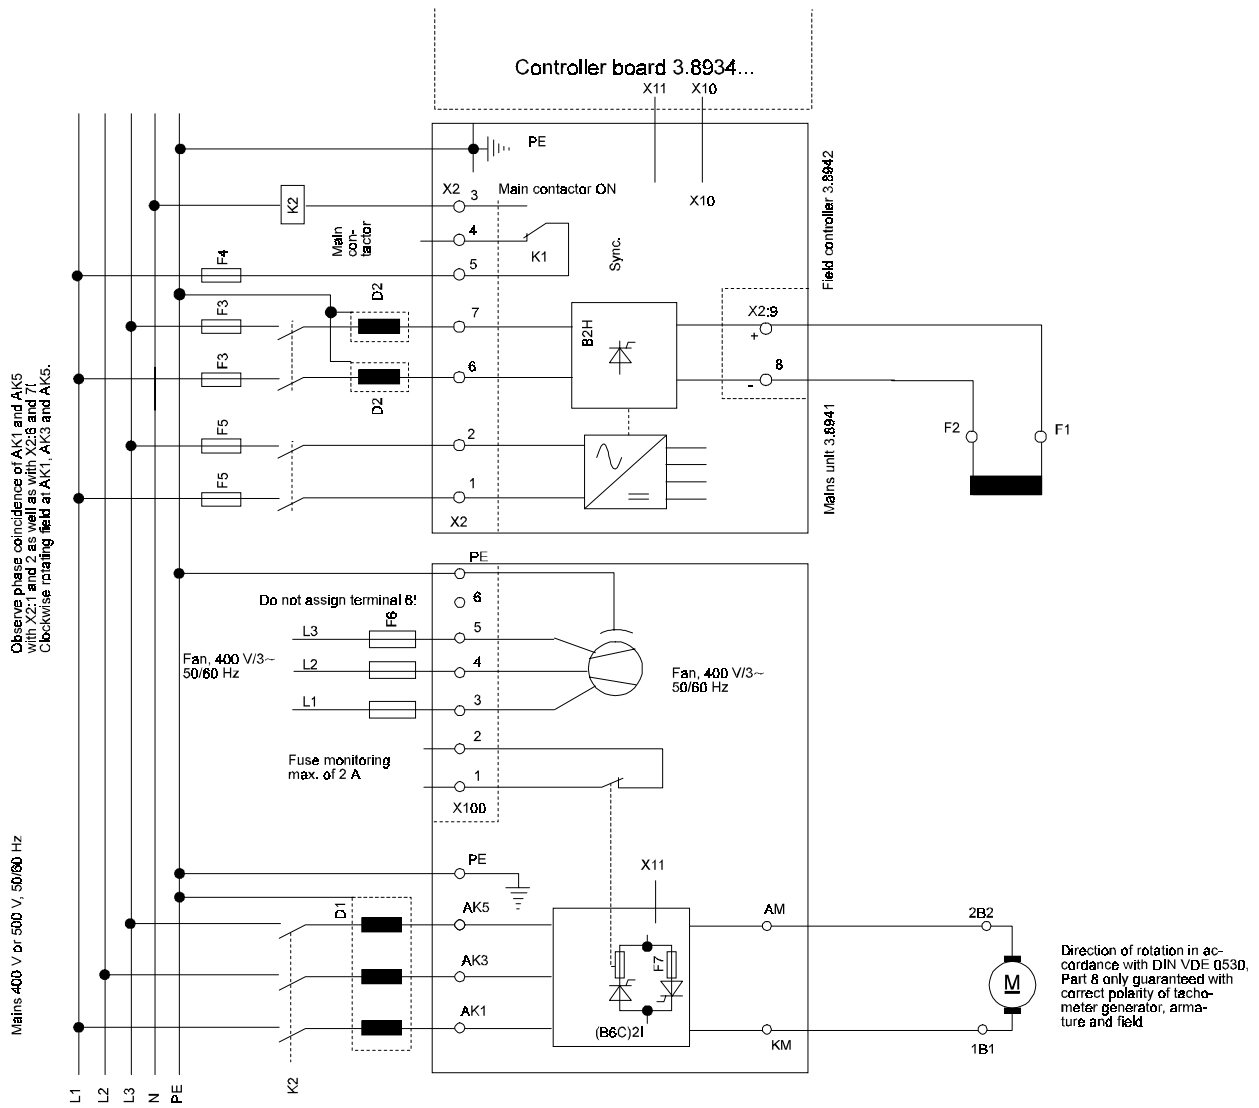 Controller board 3.8934...
X11
X10
PE
Field controller 3.8942
X2
3
Main contactor ON
X10
K2
Main
con-
tactor
4
K1
Sync.
F4
5
D2
F3
7
B2H
X2:9
+
F3
6
8
-
D2
Mains unit 3.8941
F5
2
F2
F1
F5
1
X2
Observe phase coincidence of AK1 and AK5
with X2:1 and 2 as well as with X2:6 and 7!
Clockwise rotating field at AK1, AK3 and AK5.
PE
Do not assign terminal 6!
6
F6
L3
5
Fan, 400 V/3~
50/60 Hz
L2
4
Fan, 400 V/3~
50/60 Hz
L1
3
2
Fuse monitoring
max. of 2 A
1
X100
Mains 400 V or 500 V, 50/60 Hz
PE
X11
D1
AK5
AM
2B2
AK3
F7
M
Direction of rotation in ac-
cordance with DIN VDE 0530,
Part 8 only guaranteed with
correct polarity of tacho-
meter generator, arma-
ture and field
AK1
(B6C)2I
KM
1B1
K2
L1
L2
L3
N
PE